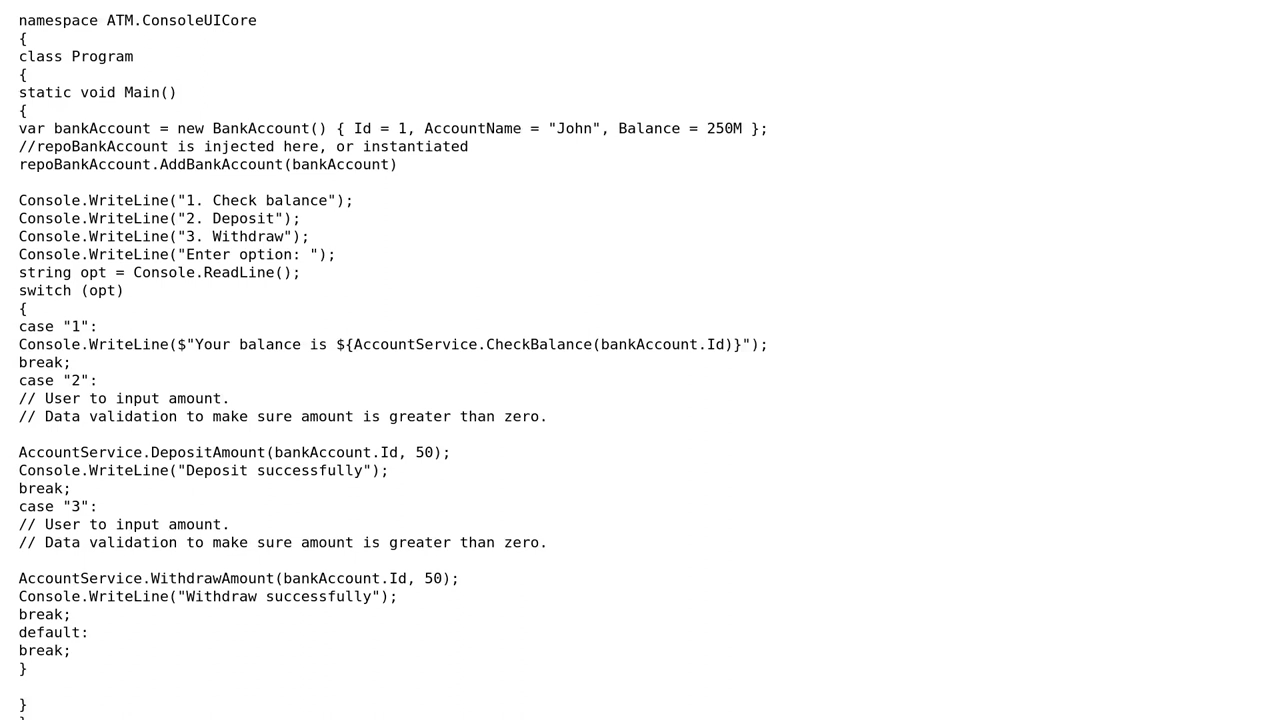 namespace ATM.ConsoleUICore
{
class Program
{
static void Main()
{
var bankAccount = new BankAccount() { Id = 1, AccountName = "John", Balance = 250M };
//repoBankAccount is injected here, or instantiated
repoBankAccount.AddBankAccount(bankAccount)
Console.WriteLine("1. Check balance");
Console.WriteLine("2. Deposit");
Console.WriteLine("3. Withdraw");
Console.WriteLine("Enter option: ");
string opt = Console.ReadLine();
switch (opt)
{
case "1":
Console.WriteLine($"Your balance is ${AccountService.CheckBalance(bankAccount.Id)}");
break;
case "2":
// User to input amount.
// Data validation to make sure amount is greater than zero.
AccountService.DepositAmount(bankAccount.Id, 50);
Console.WriteLine("Deposit successfully");
break;
case "3":
// User to input amount.
// Data validation to make sure amount is greater than zero.
AccountService.WithdrawAmount(bankAccount.Id, 50);
Console.WriteLine("Withdraw successfully");
break;
default:
break;
}
}
}